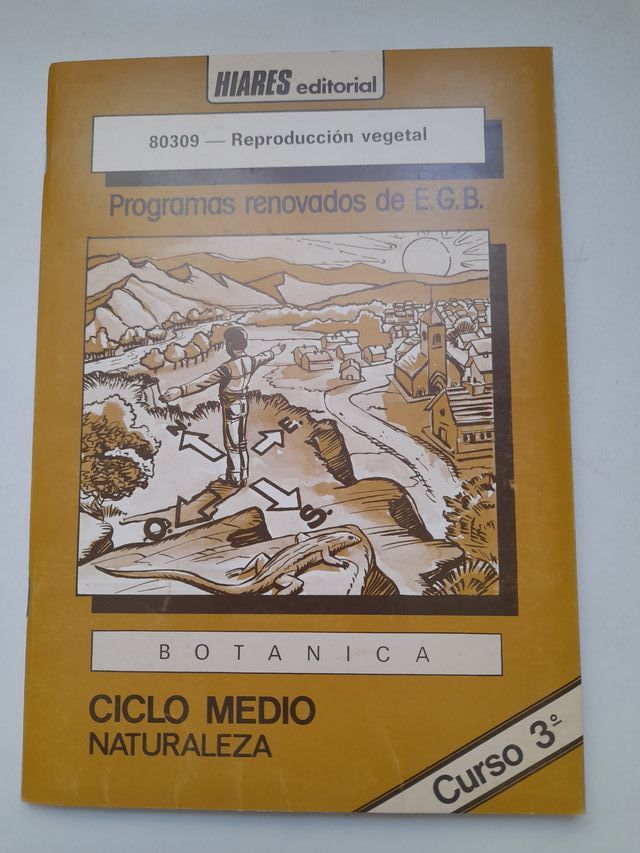 HIARES editorial
80309 — Reproducción vegetal
Programas renovados de E.G.B.
N.
E.
O.
S.
BOTANICA
CICLO MEDIO
NATURALEZA
Curso 3º